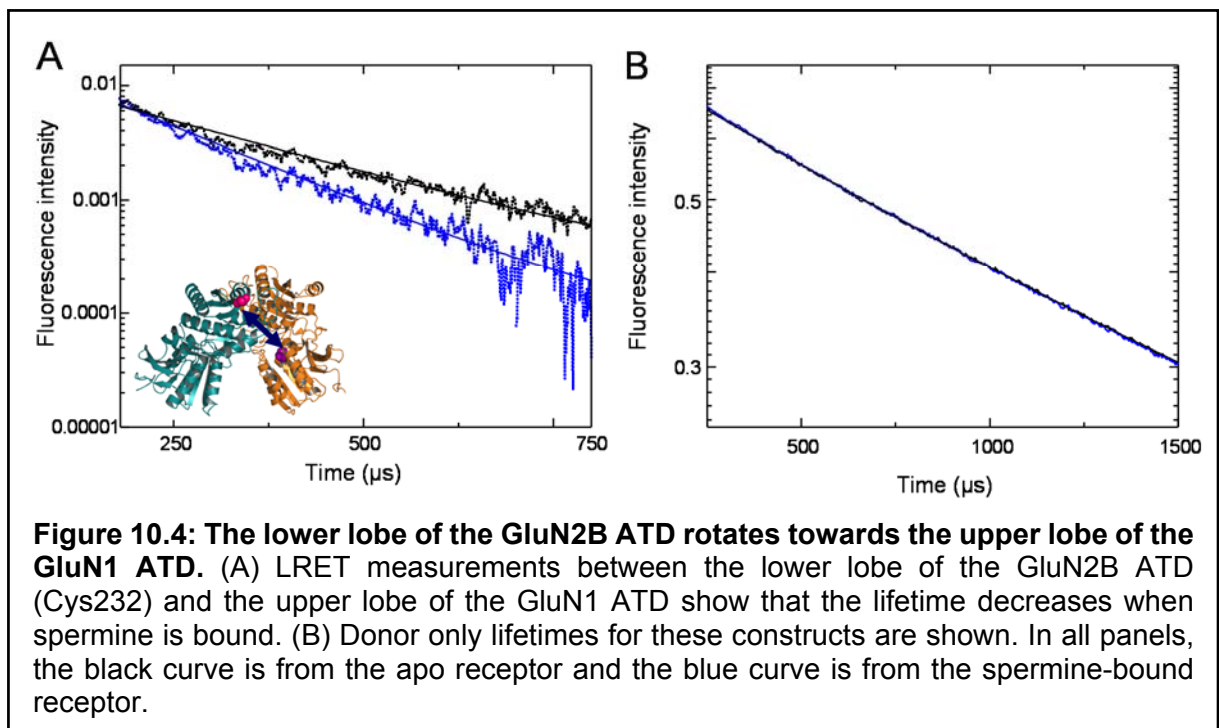 A
B
0.01
0.001
0.0001
0.00001
Fluorescence intensity
250
500
750
Time (µs)
0.5
0.3
Fluorescence intensity
500
1000
1500
Time (µs)
Figure 10.4: The lower lobe of the GluN2B ATD rotates towards the upper lobe of the
GluN1 ATD. (A) LRET measurements between the lower lobe of the GluN2B ATD
(Cys232) and the upper lobe of the GluN1 ATD show that the lifetime decreases when
spermine is bound. (B) Donor only lifetimes for these constructs are shown. In all panels,
the black curve is from the apo receptor and the blue curve is from the spermine-bound
receptor.